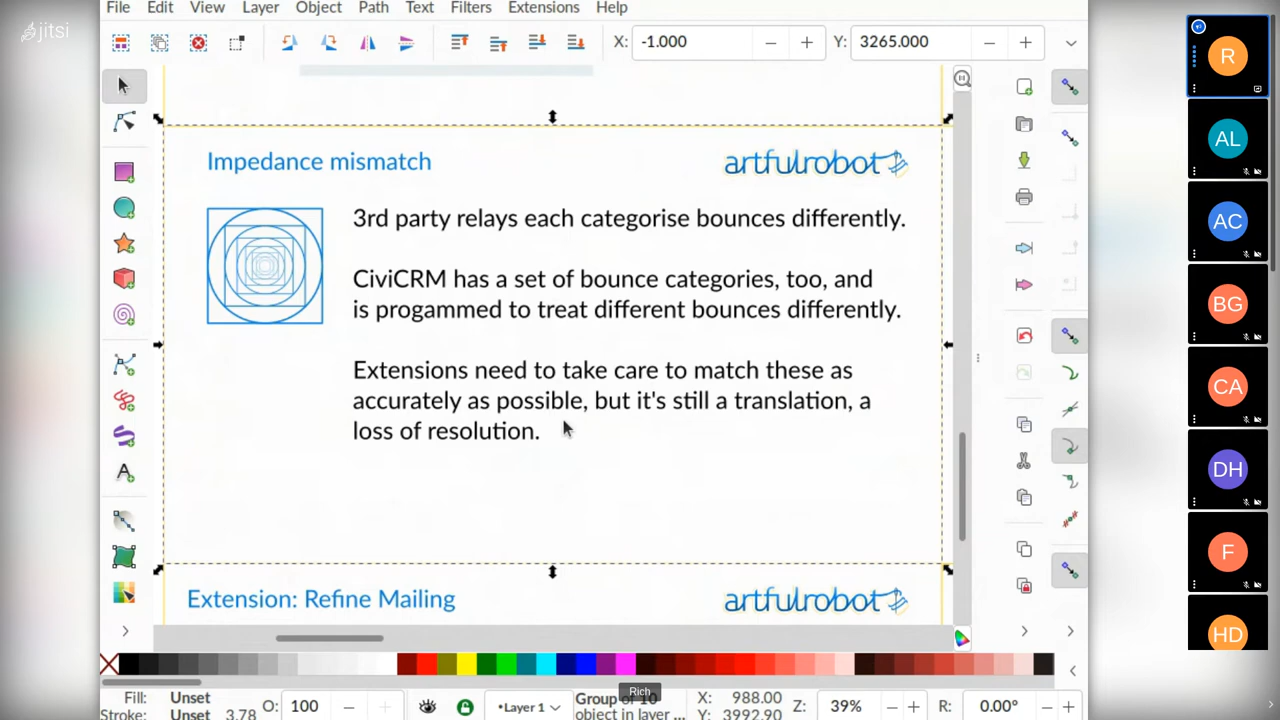 jitsi
File Edit View Layer Object Path Text Filters Extensions Help
X: -1.000 Y: 3265.000
Impedance mismatch
artfulrobot
3rd party relays each categorise bounces differently.
CiviCRM has a set of bounce categories, too, and
is progammed to treat different bounces differently.
Extensions need to take care to match these as
accurately as possible, but it's still a translation, a
loss of resolution.
Extension: Refine Mailing
artfulrobot
Fill: Unset
Stroke: Unset 3.78
O: 100
•Layer 1
Group of 10
object in layer ...
Rich
X: 988.00
Y: 3992.90
Z: 39%
R: 0.00°
R
AL
AC
BG
CA
DH
F
HD